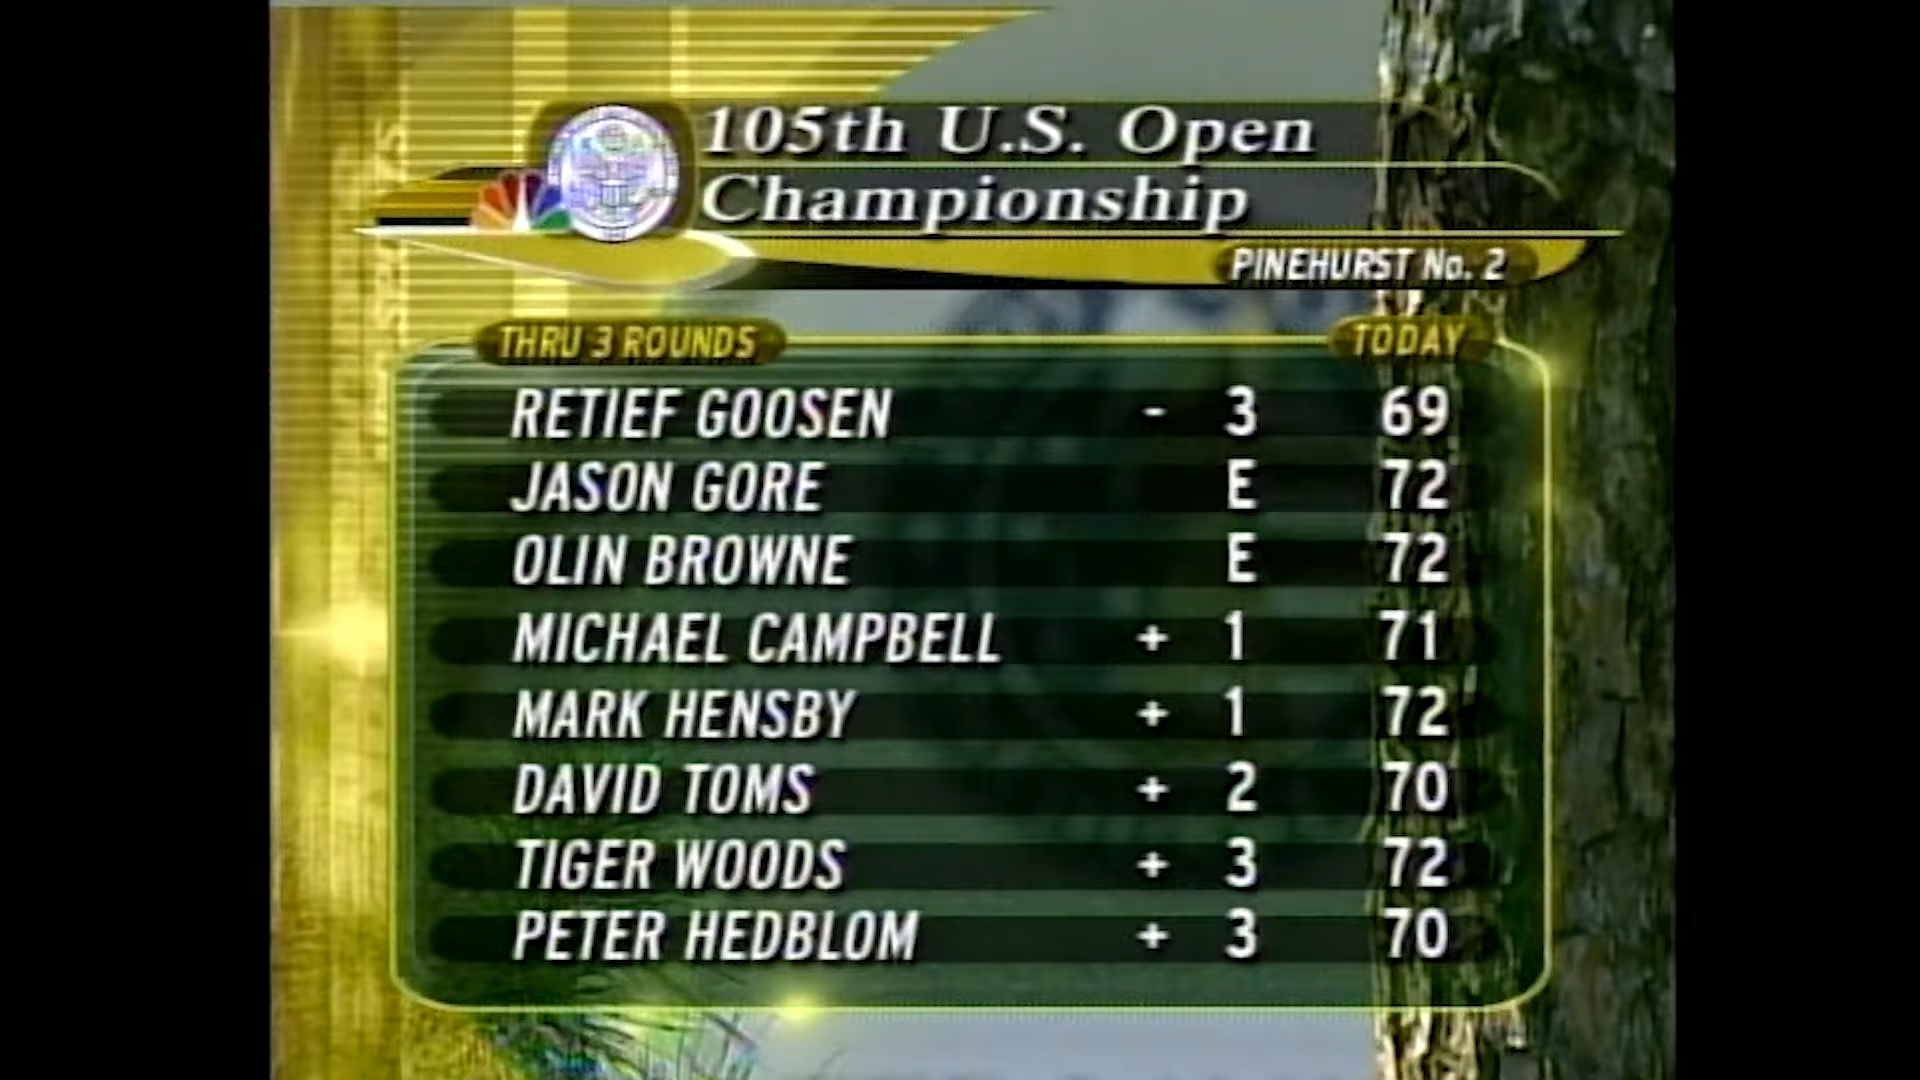 105th U.S. Open
Championship
PINEHURST No. 2
THRU 3 ROUNDS TODAY
RETIEF GOOSEN - 3 69
JASON GORE E 72
OLIN BROWNE E 72
MICHAEL CAMPBELL + 1 71
MARK HENSBY + 1 72
DAVID TOMS + 2 70
TIGER WOODS + 3 72
PETER HEDBLOM + 3 70